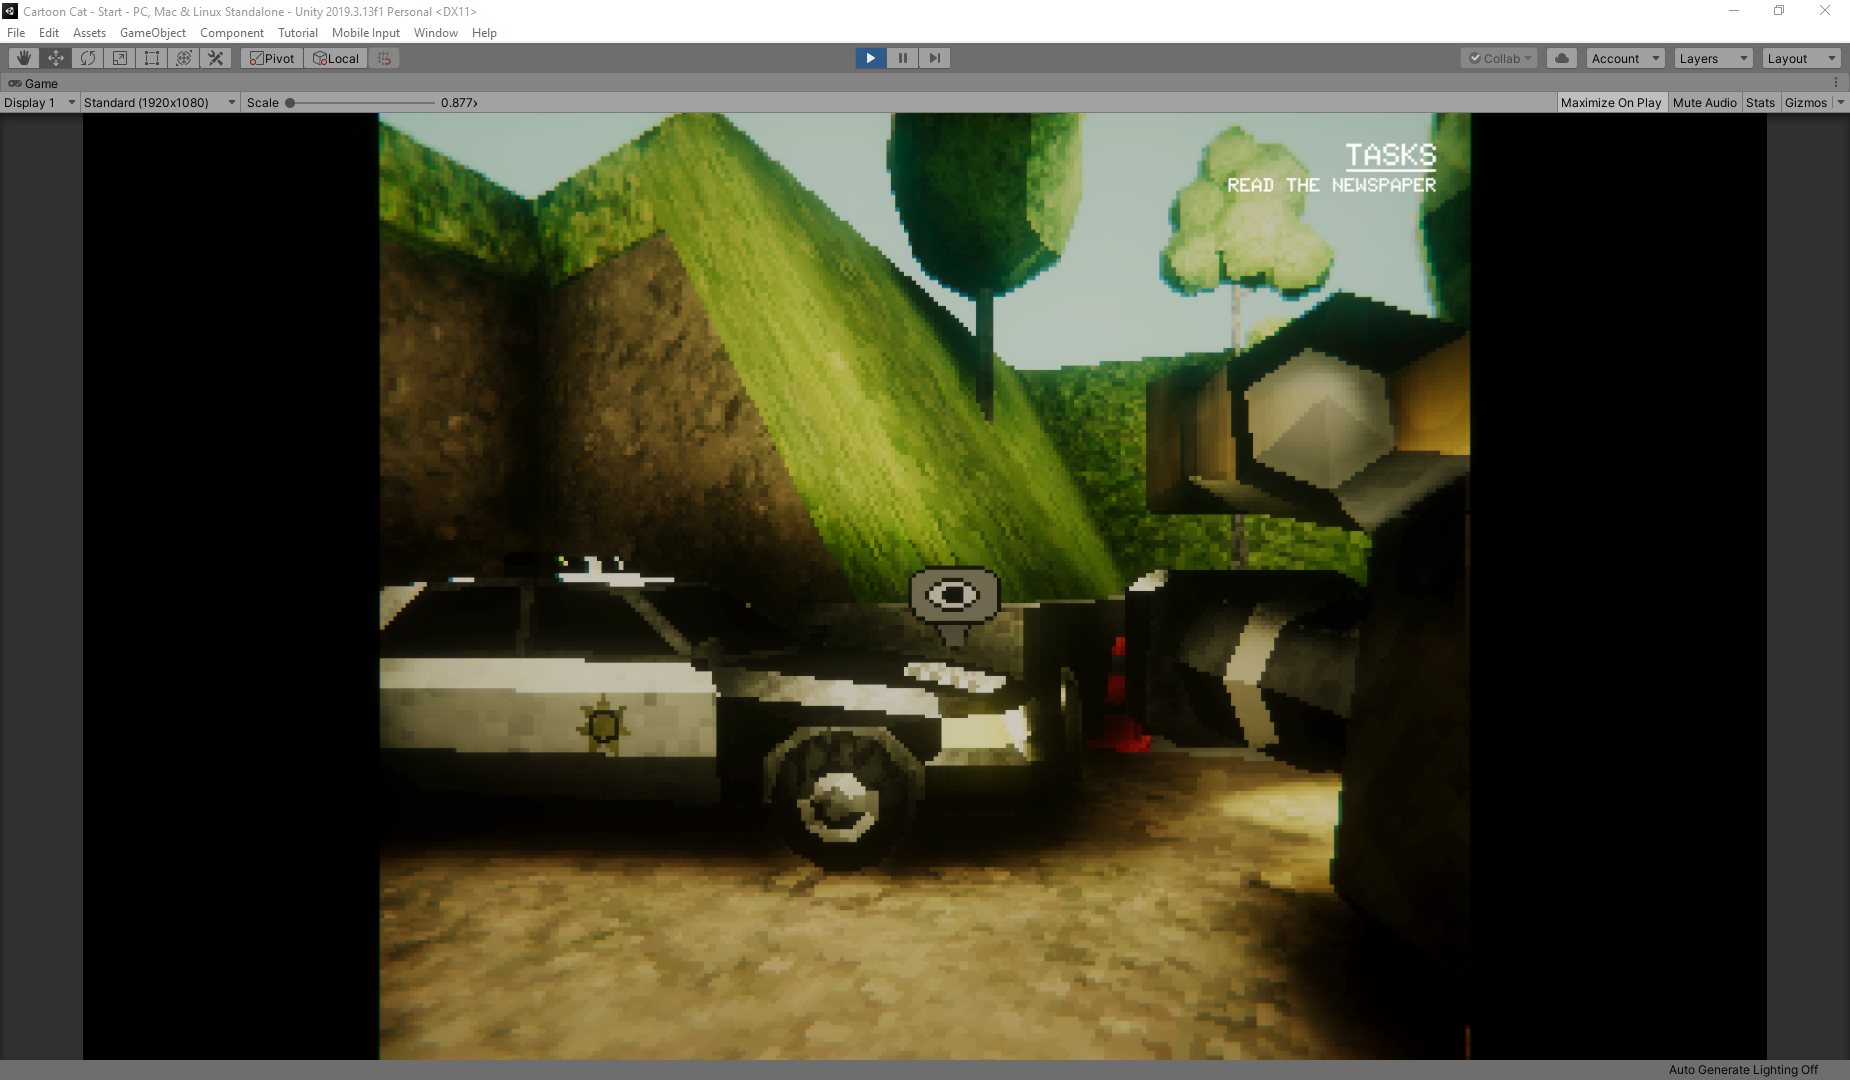 Cartoon Cat - Start - PC, Mac & Linux Standalone - Unity 2019.3.13f1 Personal <DX11>
File Edit Assets GameObject Component Tutorial Mobile Input Window Help
Pivot Local Collab Account Layers Layout
Game
Display 1 Standard (1920x1080) Scale 0.877x Maximize On Play Mute Audio Stats Gizmos
TASKS
READ THE NEWSPAPER
Auto Generate Lighting Off